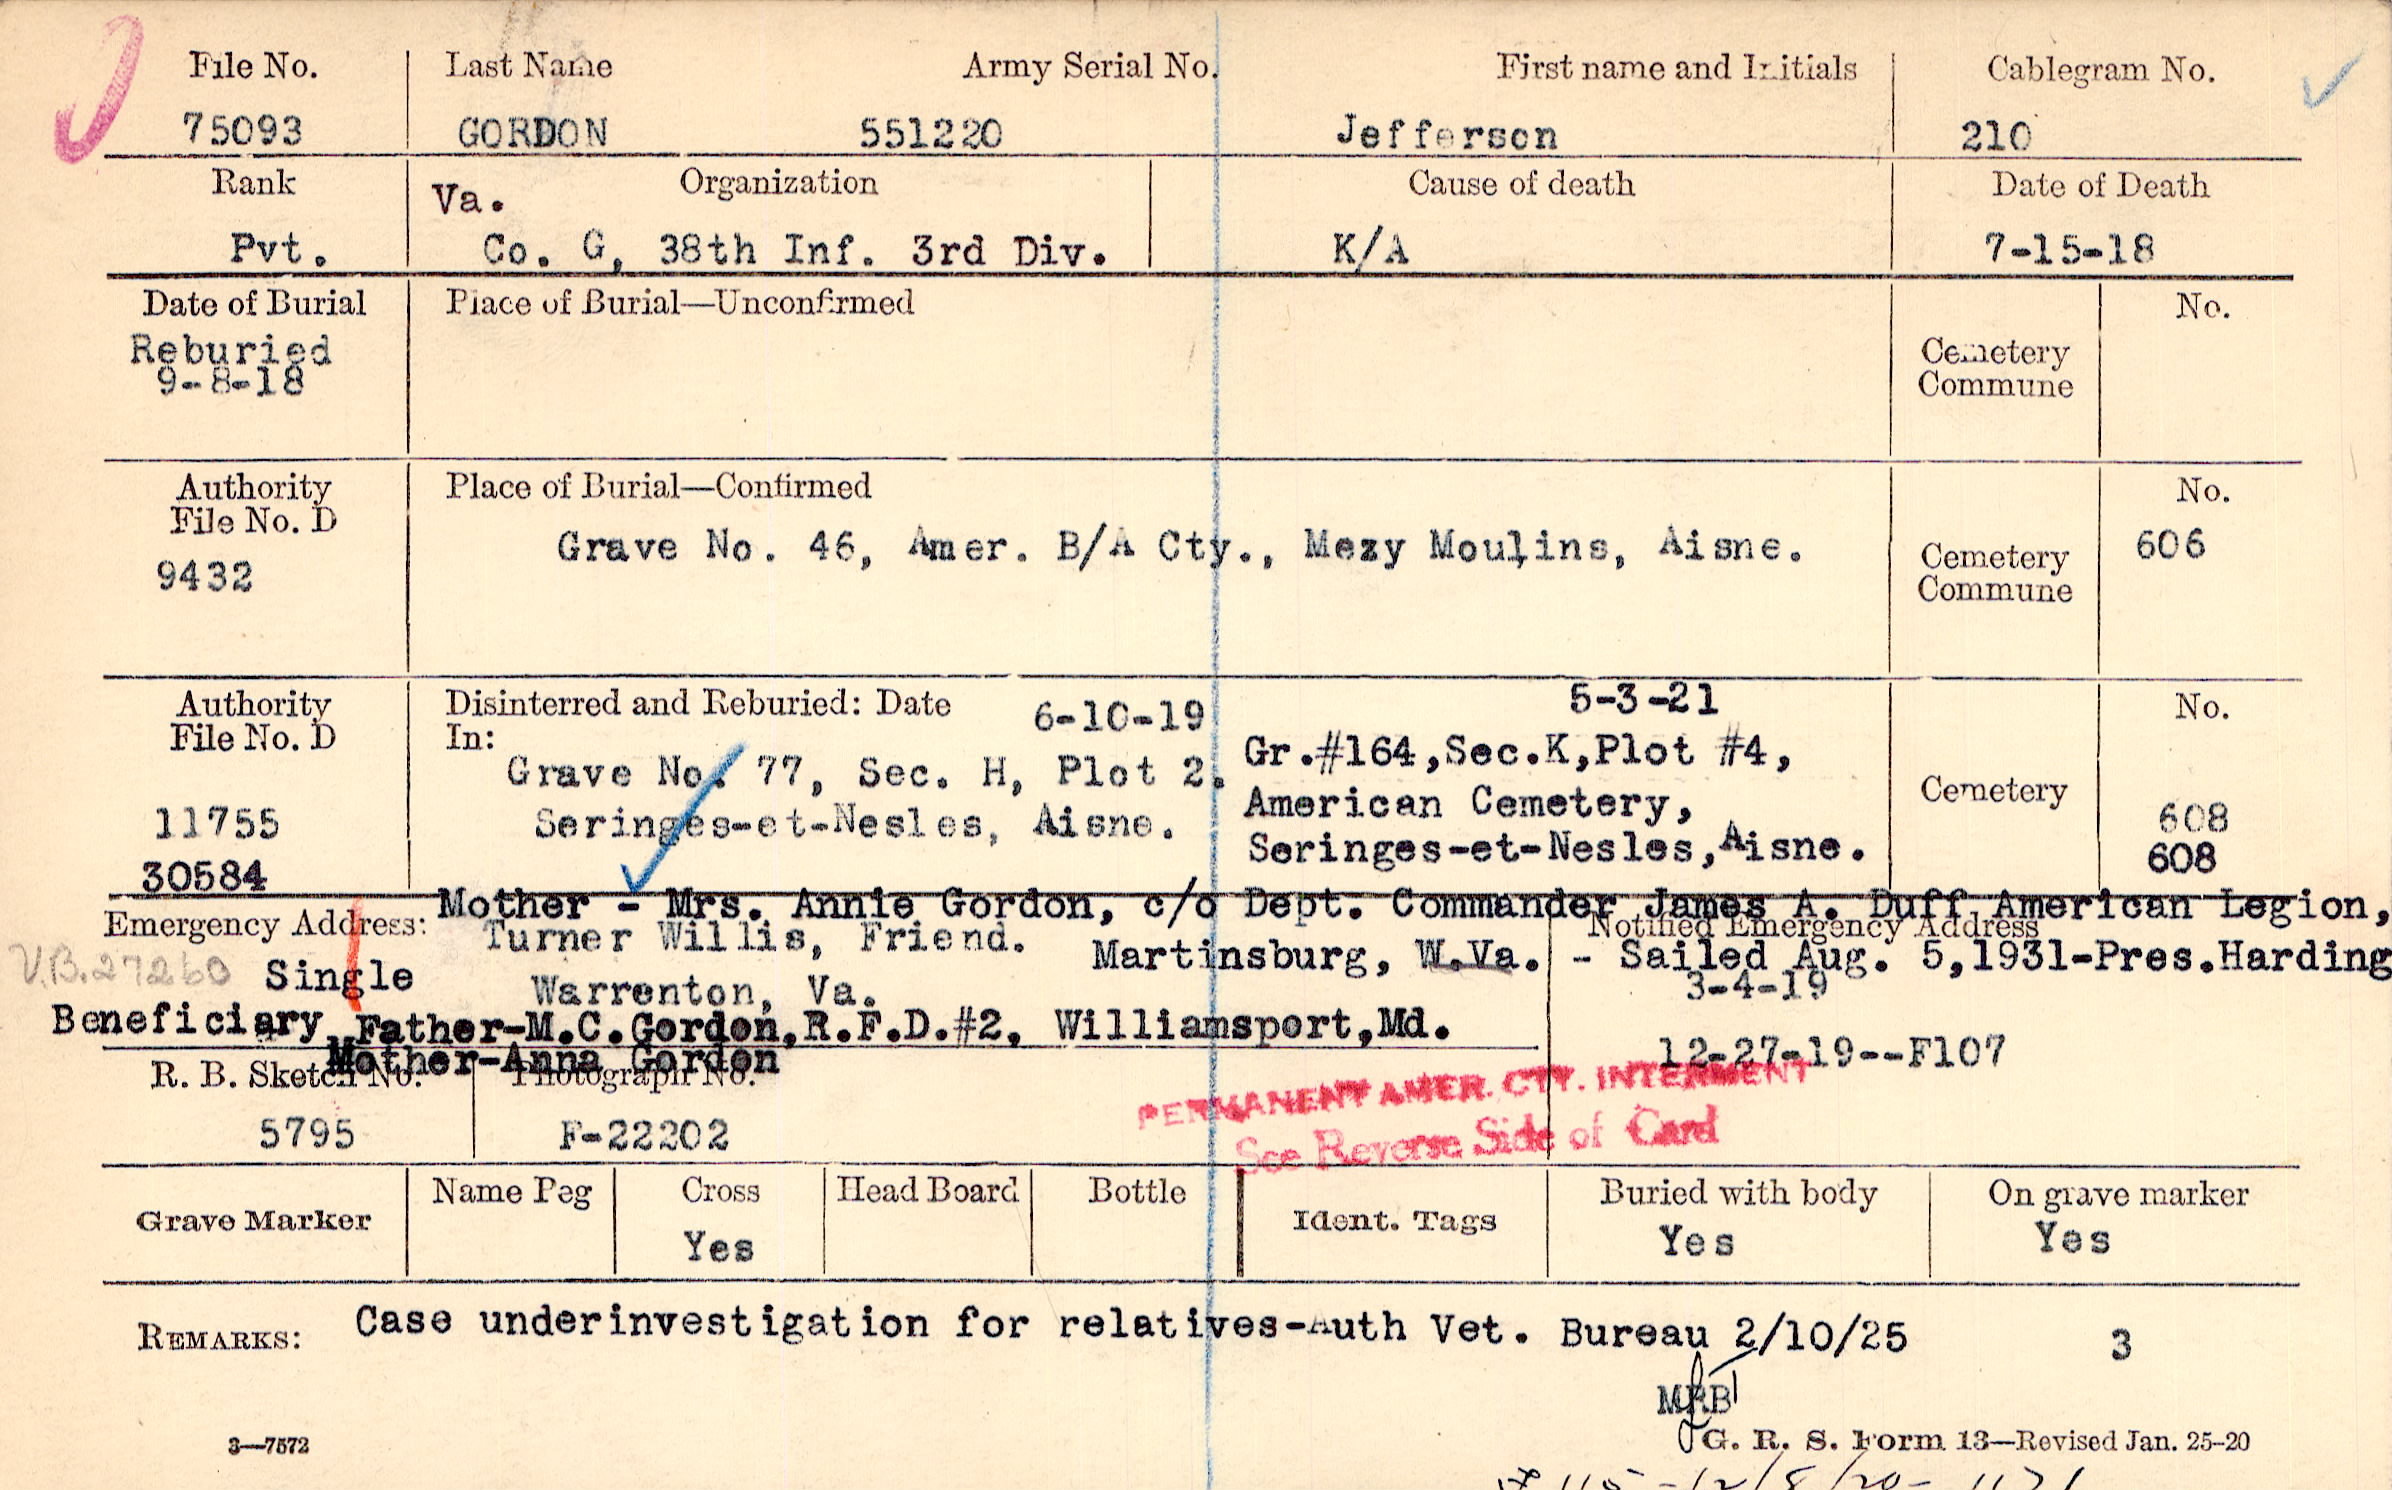 File No. Last Name Army Serial No. First name and Initials Cablegram No.
75093 GORDON 551220 Jefferson 210
Rank Va. Organization Cause of death Date of Death
Pvt. Co. G, 38th Inf. 3rd Div. K/A 7-15-18
Date of Burial Place of Burial—Unconfirmed No.
Reburied
9-8-18
Cemetery
Commune
Authority Place of Burial—Confirmed No.
File No. D
9432 Grave No. 46, Amer. B/A Cty., Mezy Moulins, Aisne. 606
Cemetery
Commune
Authority Disinterred and Reburied: Date 6-10-19 5-3-21 No.
File No. D In:
Grave No. 77, Sec. H, Plot 2. Gr.#164,Sec.K,Plot #4,
Seringes-et-Nesles, Aisne. American Cemetery,
Seringes-et-Nesles,Aisne.
Cemetery
11755 608
30584 608
Mother - Mrs. Annie Gordon, c/o Dept. Commander James A. Duff American Legion,
Emergency Address: Turner Willis, Friend. Notified Emergency Address
Martinsburg, W.Va. - Sailed Aug. 5,1931-Pres.Harding
V.B.27260 Single Warrenton, Va. 3-4-19
Beneficiary Father-M.C.Gordon,R.F.D.#2, Williamsport,Md.
Mother-Anna Gordon 12-27-19--F107
R. B. Sketch No. Photograph No.
5795 F-22202
PERMANENT AMER. CTY. INTERMENT
See Reverse Side of Card
Grave Marker Name Peg Cross Head Board Bottle Ident. Tags Buried with body On grave marker
Yes Yes Yes
REMARKS: Case underinvestigation for relatives-Auth Vet. Bureau 2/10/25 3
MRB
3—7572 G. R. S. Form 13—Revised Jan. 25-20